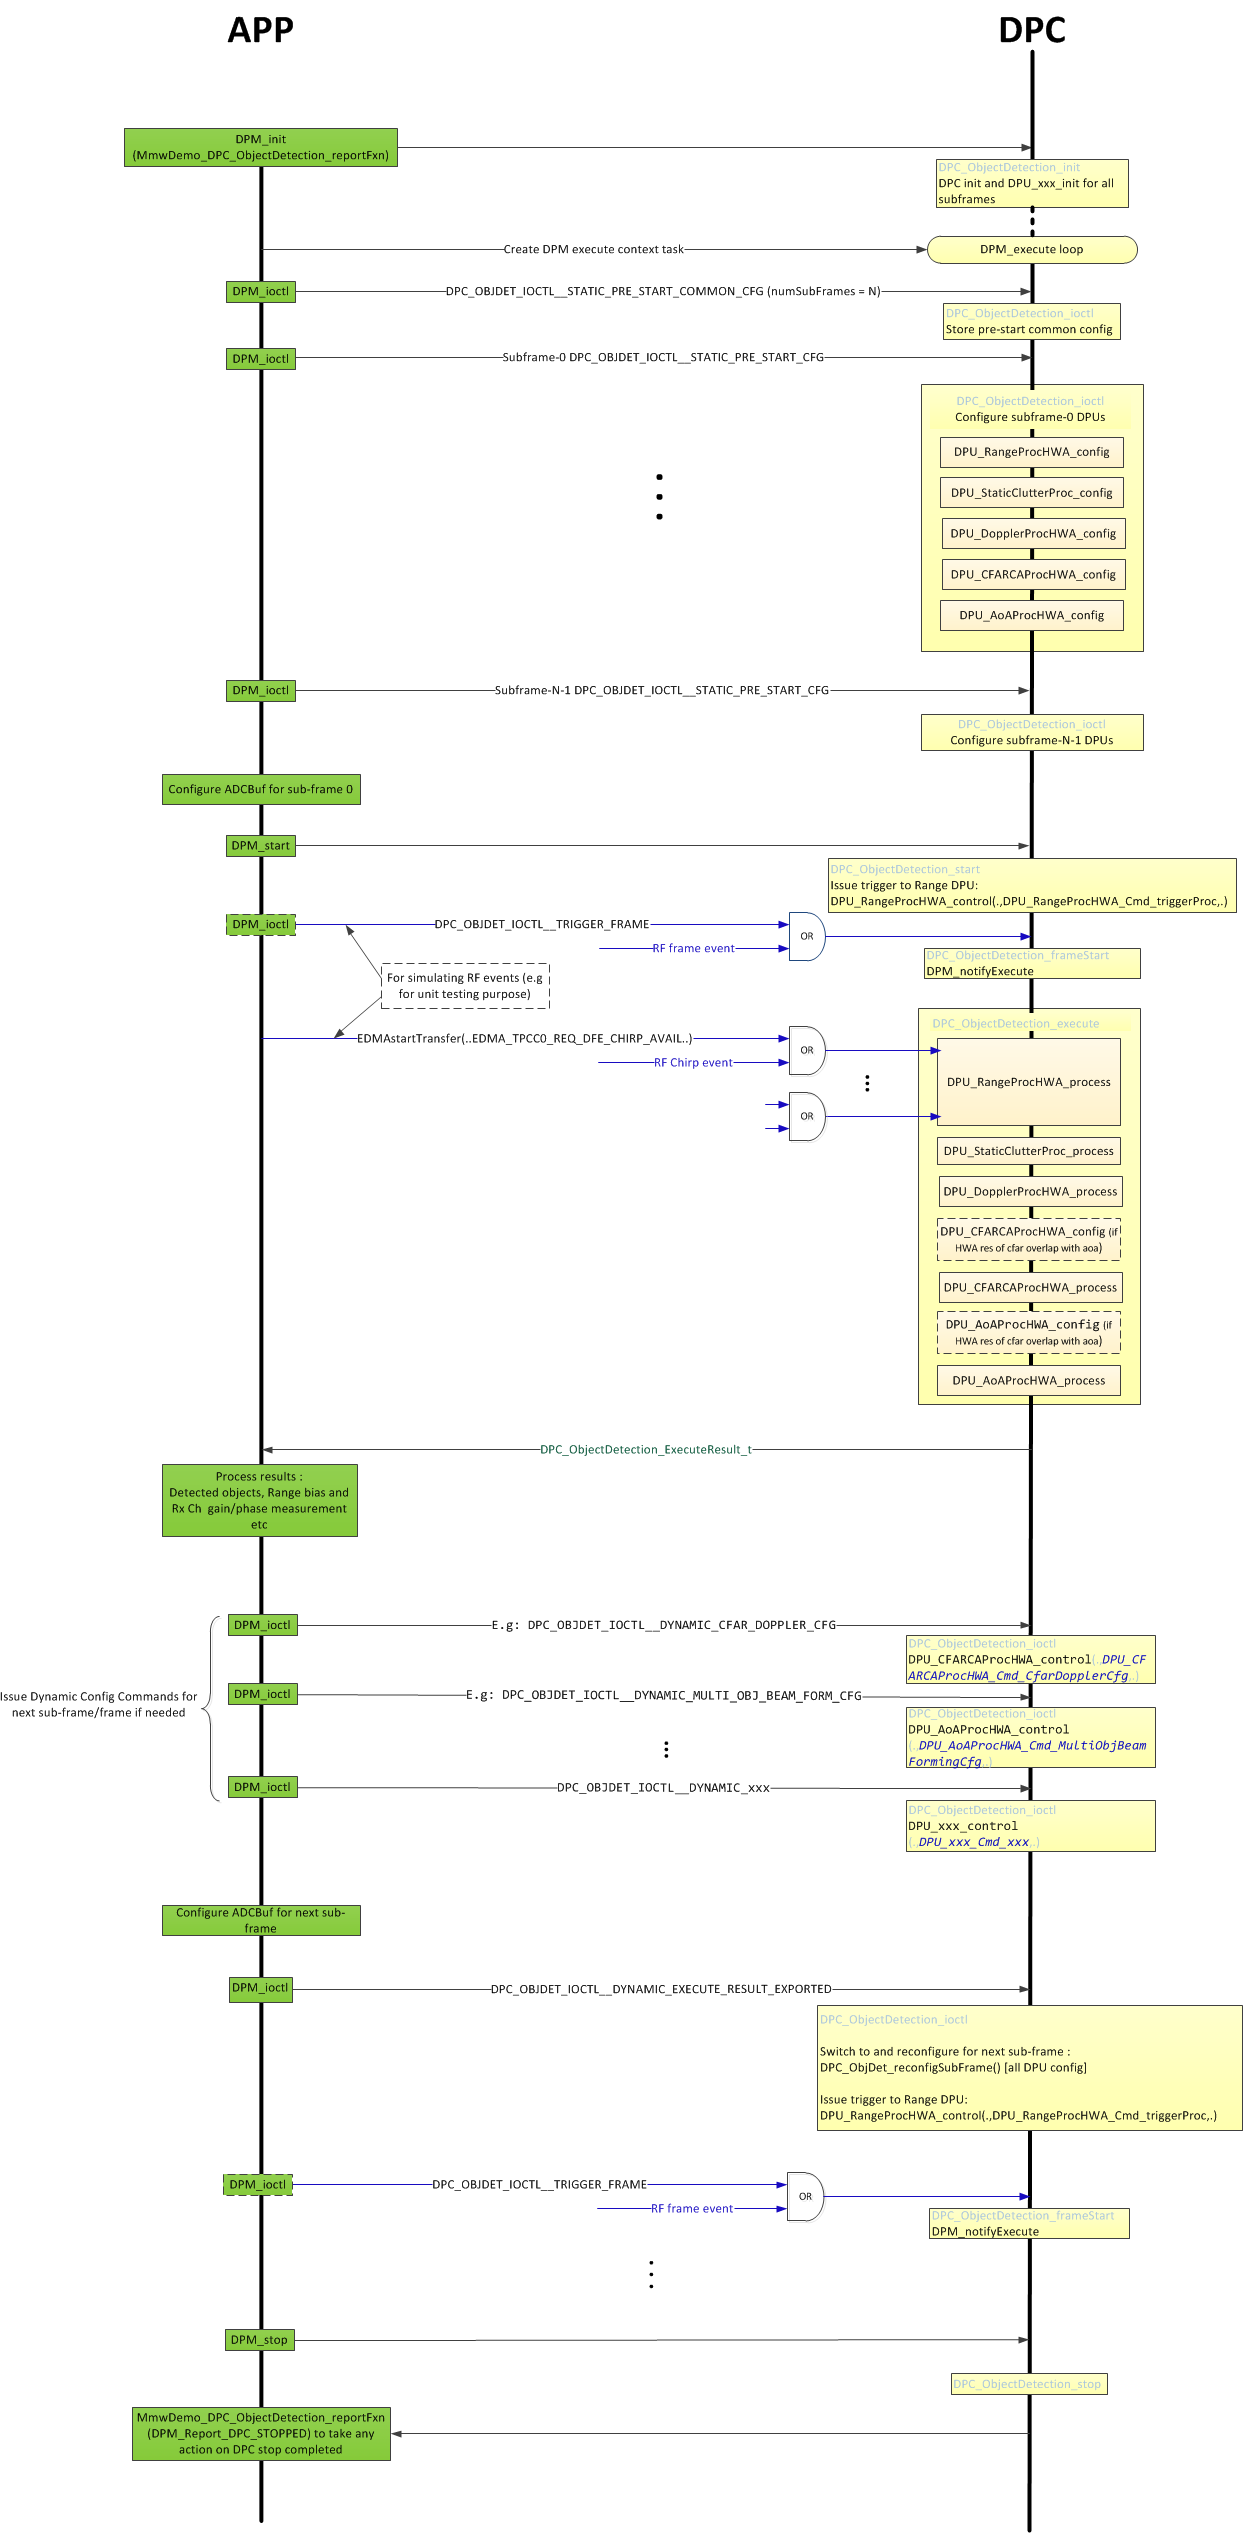 APP
DPC
DPM_init
(MmwDemo_DPC_ObjectDetection_reportFxn)
DPC_ObjectDetection_init
DPC init and DPU_xxx_init for all
subframes
Create DPM execute context task
DPM_execute loop
DPM_ioctl
DPC_OBJDET_IOCTL__STATIC_PRE_START_COMMON_CFG (numSubFrames = N)
DPC_ObjectDetection_ioctl
Store pre-start common config
DPM_ioctl
Subframe-0 DPC_OBJDET_IOCTL__STATIC_PRE_START_CFG
DPC_ObjectDetection_ioctl
Configure subframe-0 DPUs
DPU_RangeProcHWA_config
DPU_StaticClutterProc_config
DPU_DopplerProcHWA_config
DPU_CFARCAProcHWA_config
DPU_AoAProcHWA_config
DPM_ioctl
Subframe-N-1 DPC_OBJDET_IOCTL__STATIC_PRE_START_CFG
DPC_ObjectDetection_ioctl
Configure subframe-N-1 DPUs
Configure ADCBuf for sub-frame 0
DPM_start
DPC_ObjectDetection_start
Issue trigger to Range DPU:
DPU_RangeProcHWA_control(.,DPU_RangeProcHWA_Cmd_triggerProc,.)
DPM_ioctl
DPC_OBJDET_IOCTL__TRIGGER_FRAME
OR
RF frame event
DPC_ObjectDetection_frameStart
DPM_notifyExecute
For simulating RF events (e.g
for unit testing purpose)
DPC_ObjectDetection_execute
EDMAstartTransfer(..EDMA_TPCC0_REQ_DFE_CHIRP_AVAIL..)
OR
RF Chirp event
DPU_RangeProcHWA_process
OR
DPU_StaticClutterProc_process
DPU_DopplerProcHWA_process
DPU_CFARCAProcHWA_config (if
HWA res of cfar overlap with aoa)
DPU_CFARCAProcHWA_process
DPU_AoAProcHWA_config (if
HWA res of cfar overlap with aoa)
DPU_AoAProcHWA_process
DPC_ObjectDetection_ExecuteResult_t
Process results :
Detected objects, Range bias and
Rx Ch gain/phase measurement
etc
DPM_ioctl
E.g: DPC_OBJDET_IOCTL__DYNAMIC_CFAR_DOPPLER_CFG
DPC_ObjectDetection_ioctl
DPU_CFARCAProcHWA_control(.,DPU_CF
ARCAProcHWA_Cmd_CfarDopplerCfg,.)
Issue Dynamic Config Commands for
next sub-frame/frame if needed
DPM_ioctl
E.g: DPC_OBJDET_IOCTL__DYNAMIC_MULTI_OBJ_BEAM_FORM_CFG
DPC_ObjectDetection_ioctl
DPU_AoAProcHWA_control
(.,DPU_AoAProcHWA_Cmd_MultiObjBeam
FormingCfg,.)
DPM_ioctl
DPC_OBJDET_IOCTL__DYNAMIC_xxx
DPC_ObjectDetection_ioctl
DPU_xxx_control
(.,DPU_xxx_Cmd_xxx,.)
Configure ADCBuf for next sub-
frame
DPM_ioctl
DPC_OBJDET_IOCTL__DYNAMIC_EXECUTE_RESULT_EXPORTED
DPC_ObjectDetection_ioctl
Switch to and reconfigure for next sub-frame :
DPC_ObjDet_reconfigSubFrame() [all DPU config]
Issue trigger to Range DPU:
DPU_RangeProcHWA_control(.,DPU_RangeProcHWA_Cmd_triggerProc,.)
DPM_ioctl
DPC_OBJDET_IOCTL__TRIGGER_FRAME
OR
RF frame event
DPC_ObjectDetection_frameStart
DPM_notifyExecute
DPM_stop
DPC_ObjectDetection_stop
MmwDemo_DPC_ObjectDetection_reportFxn
(DPM_Report_DPC_STOPPED) to take any
action on DPC stop completed